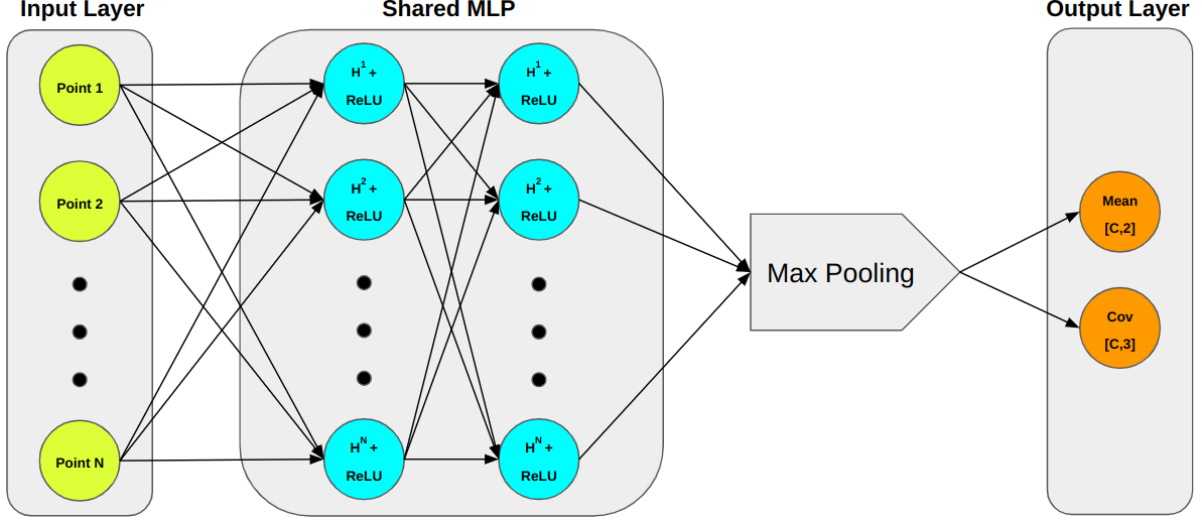 Input Layer
Shared MLP
Output Layer
Point 1
H¹ +
ReLU
H¹ +
ReLU
Point 2
H² +
ReLU
H² +
ReLU
Mean
[C,2]
Max Pooling
Cov
[C,3]
Point N
Hᴺ +
ReLU
Hᴺ +
ReLU